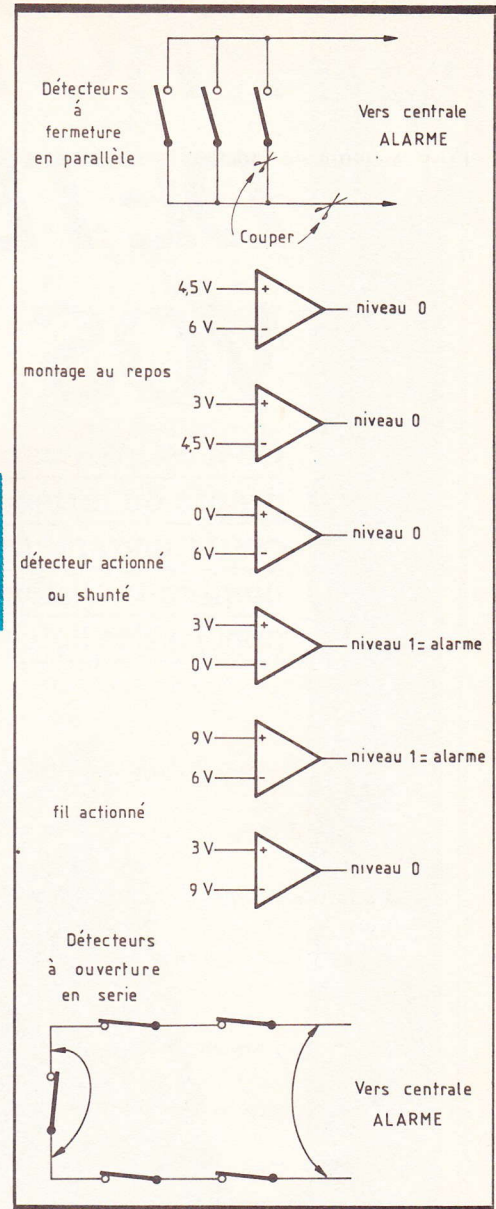 Détecteurs
á
fermeture
en parallèle
Vers centrale
ALARME
Couper
4,5 V
+
6 V
-
niveau 0
montage au repos
3 V
+
4,5 V
-
niveau 0
0 V
+
6 V
-
niveau 0
détecteur actionné
ou shunté
3 V
+
0 V
-
niveau 1 = alarme
9 V
+
6 V
-
niveau 1 = alarme
fil actionné
3 V
+
9 V
-
niveau 0
Détecteurs
à ouverture
en serie
Vers centrale
ALARME